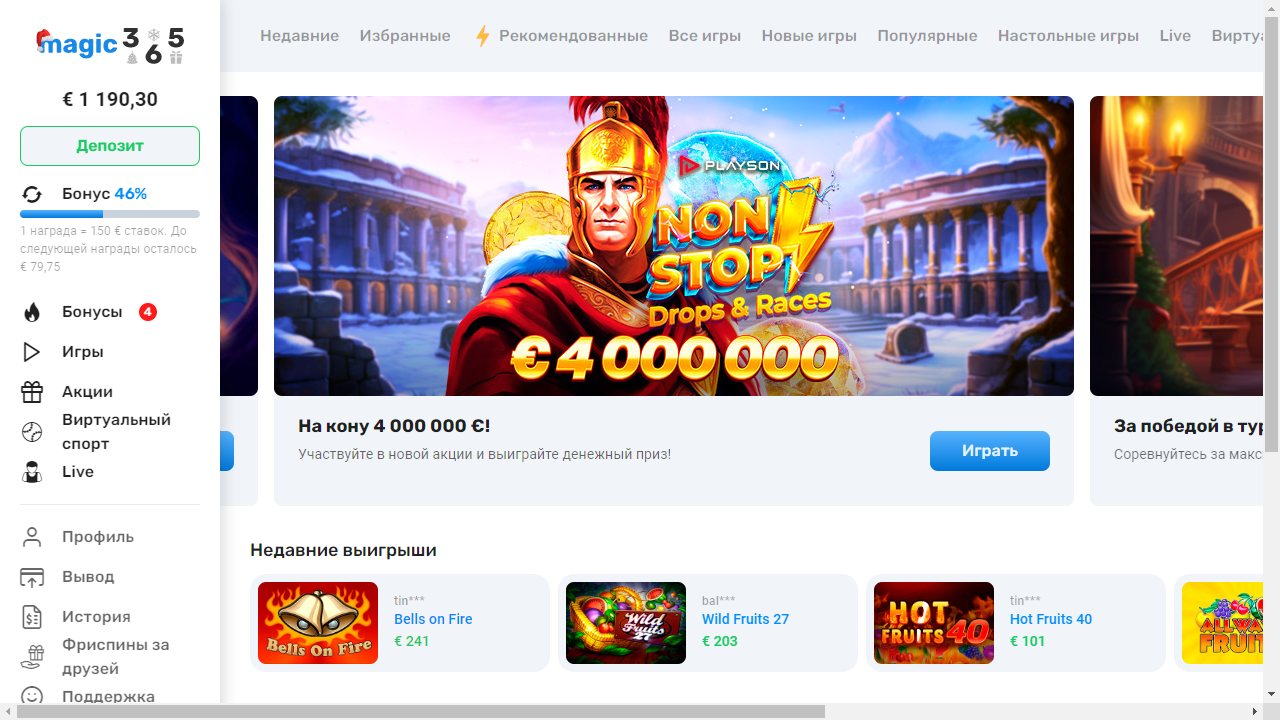 magic 365
€ 1 190,30
Депозит
Бонус 46%
1 награда = 150 € ставок. До
следующей награды осталось
€ 79,75
Бонусы 4
Игры
Акции
Виртуальный
спорт
Live
Профиль
Вывод
История
Фриспины за
друзей
Поддержка
Недавние Избранные Рекомендованные Все игры Новые игры Популярные Настольные игры Live Вирту
PLAYSON
NON
STOP
Drops & Races
€ 4 000 000
На кону 4 000 000 €!
Участвуйте в новой акции и выиграйте денежный приз!
Играть
За победой в тур
Соревнуйтесь за макс
Недавние выигрыши
Bells On Fire
tin***
Bells on Fire
€ 241
Wild
Fruits
27
bal***
Wild Fruits 27
€ 203
HOT
FRUITS 40
tin***
Hot Fruits 40
€ 101
ALLWA
FRUIT